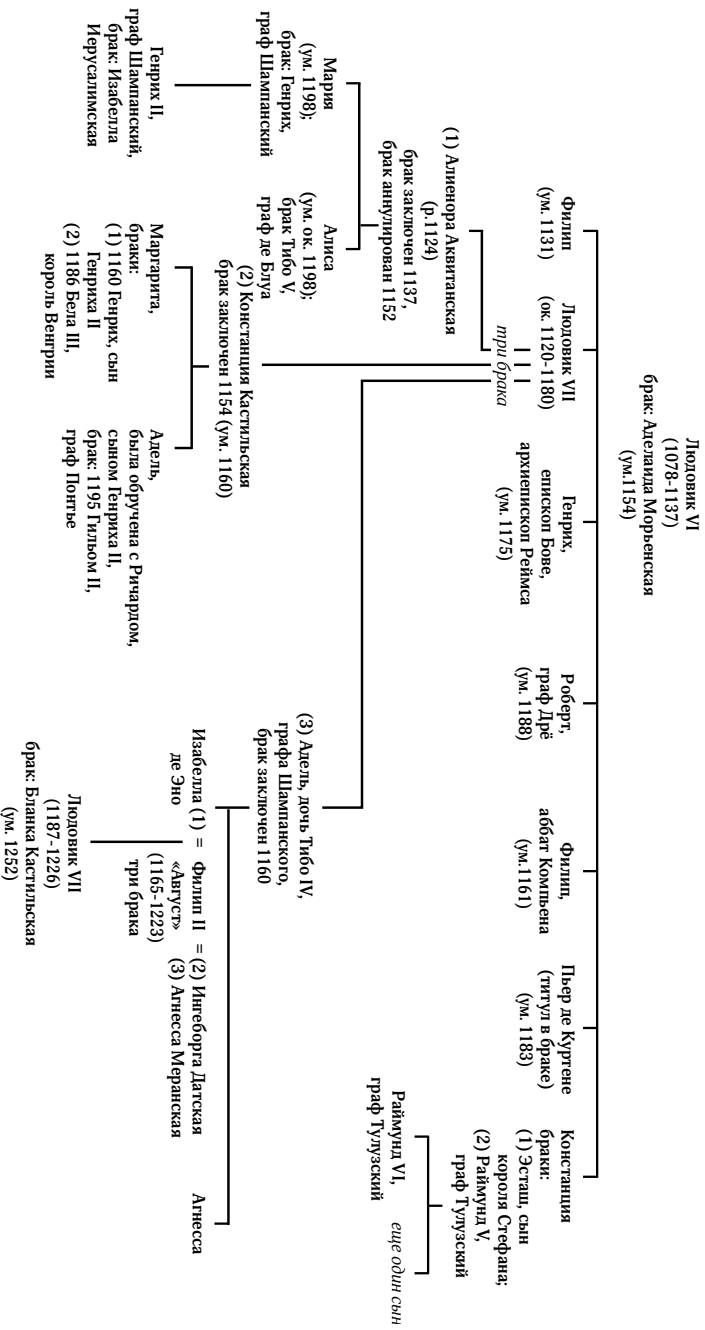 Людовик VI
(1078-1137)
брак: Аделаида Морьенская
(ум.1154)
Филип
(ум. 1131)
Людовик VII
(ок. 1120-1180)
три брака
Генрих,
епископ Бове,
архиепископ Реймса
(ум. 1175)
Роберт,
граф Дрё
(ум. 1188)
Филип,
аббат Компьена
(ум.1161)
Пьер де Куртене
(титул в браке)
(ум. 1183)
Констанция
браки:
(1) Эсташ, сын
короля Стефана;
(2) Раймунд V,
граф Тулузский
(1) Алиенора Аквитанская
(р.1124)
брак заключен 1137,
брак аннулирован 1152
(2) Констанция Кастильская
брак заключен 1154 (ум. 1160)
(3) Адель, дочь Тибо IV,
графа Шампанского,
брак заключен 1160
Раймунд VI,
граф Тулузский
еще один сын
Мария
(ум. 1198);
брак: Генрих,
граф Шампанский
Алиса
(ум. ок. 1198);
брак Тибо V,
граф де Блуа
Маргарита,
браки:
(1) 1160 Генрих, сын
Генриха II
(2) 1186 Бела III,
король Венгрии
Адель,
была обручена с Ричардом,
сыном Генриха II,
брак: 1195 Гильом II,
граф Понтье
Изабелла (1) = Филип II = (2) Ингеборга Датская
де Эно «Август» (3) Агнесса Меранская
(1165-1223)
три брака
Агнесса
Генрих II,
граф Шампанский,
брак: Изабелла
Иерусалимская
Людовик VII
(1187-1226)
брак: Бланка Кастильская
(ум. 1252)